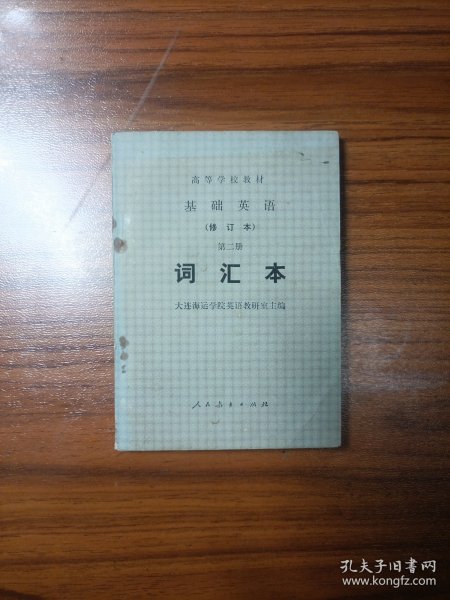 高等学校教材
基础英语
(修订本)
第二册
词汇本
大连海运学院英语教研室主编
人民教育出版社
孔夫子旧书网
www.kongfz.com